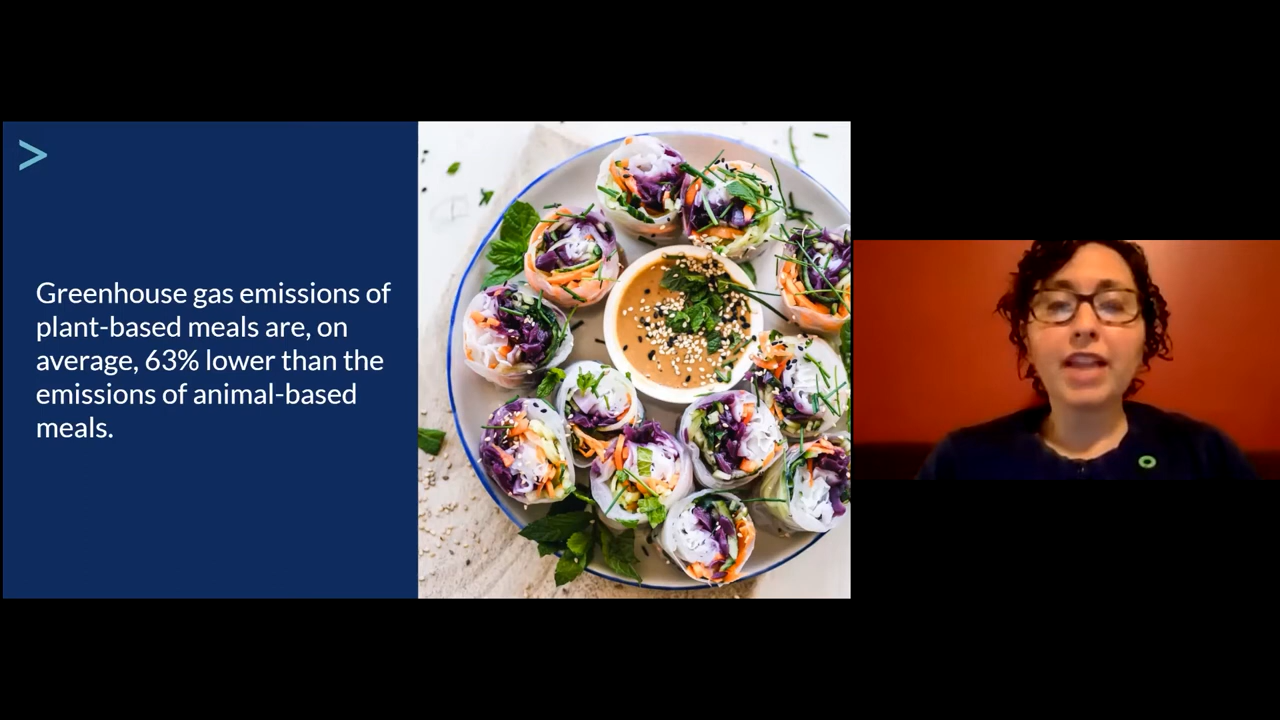 Greenhouse gas emissions of
plant-based meals are, on
average, 63% lower than the
emissions of animal-based
meals.